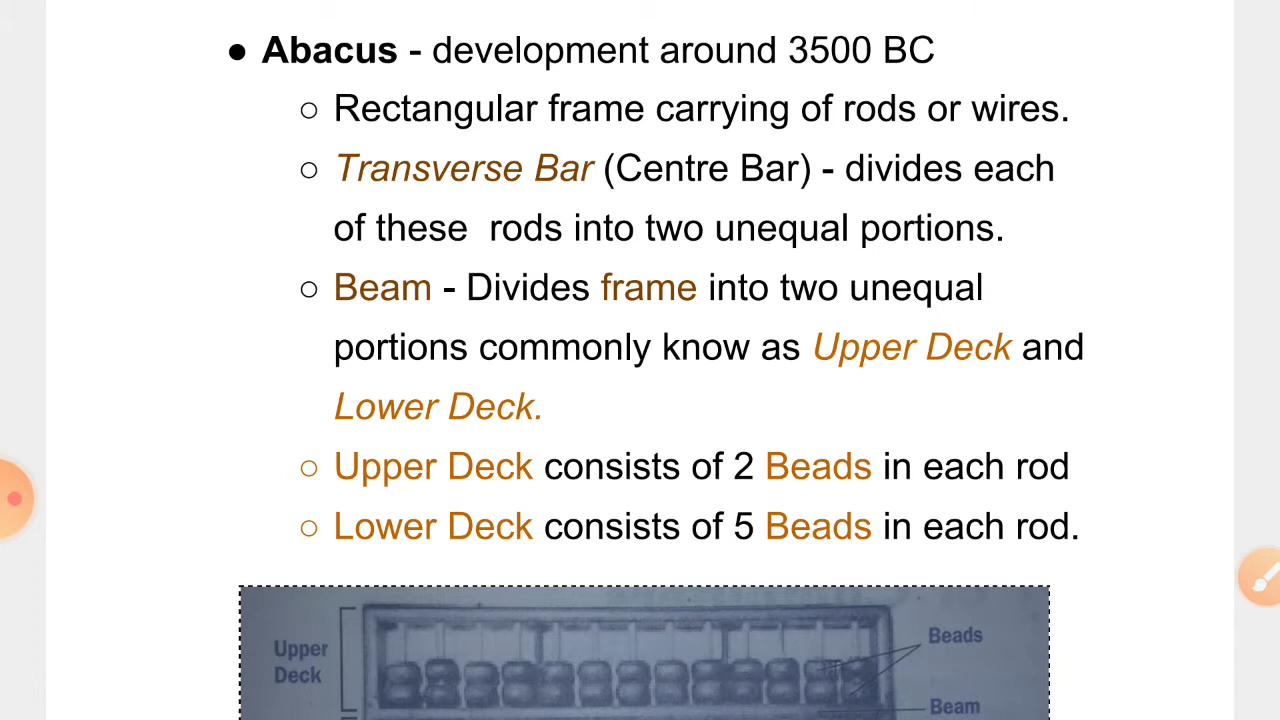 ● Abacus - development around 3500 BC
○ Rectangular frame carrying of rods or wires.
○ Transverse Bar (Centre Bar) - divides each
of these rods into two unequal portions.
○ Beam - Divides frame into two unequal
portions commonly know as Upper Deck and
Lower Deck.
○ Upper Deck consists of 2 Beads in each rod
○ Lower Deck consists of 5 Beads in each rod.
Upper
Deck
Beads
Beam